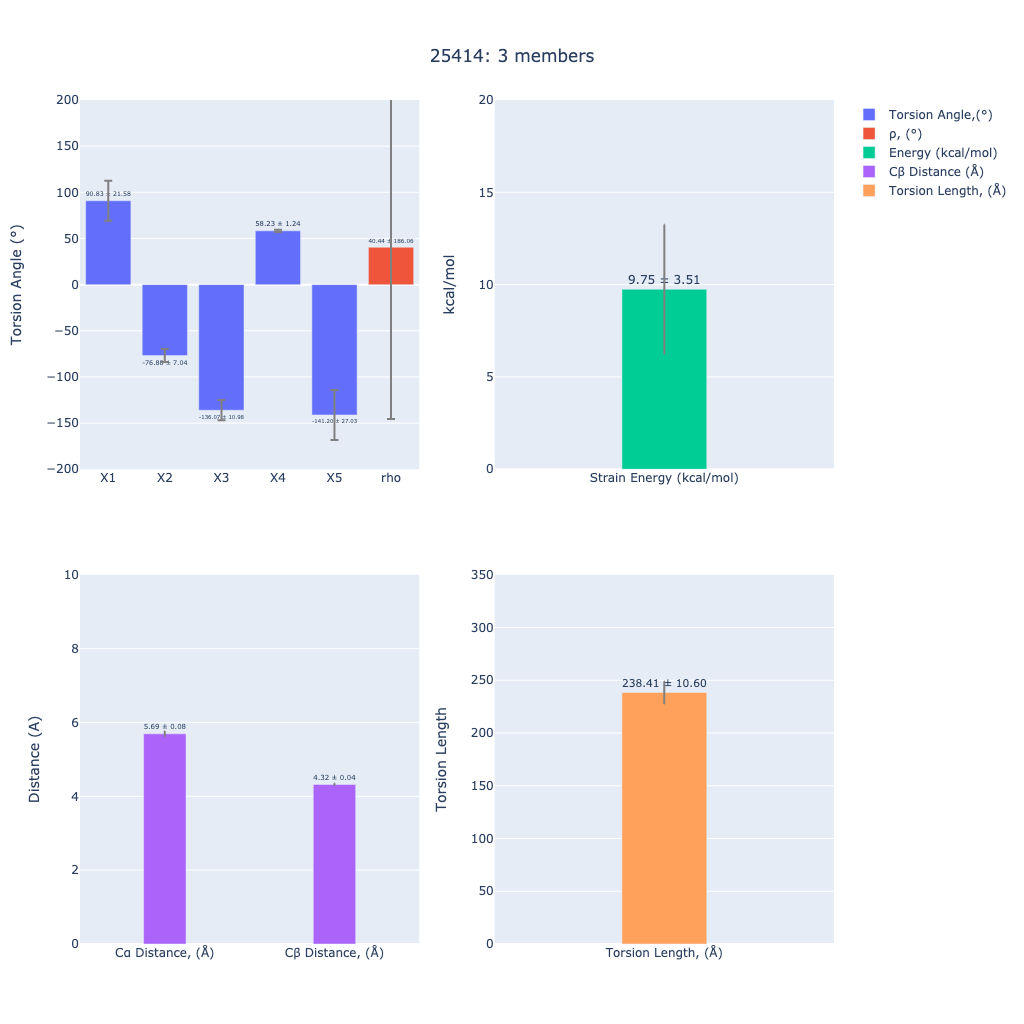 25414: 3 members
Torsion Angle (°)
200
150
100
50
0
−50
−100
−150
−200
90.83 ± 21.58
-76.88 ± 7.04
-136.07 ± 10.98
58.23 ± 1.24
-141.20 ± 27.03
40.44 ± 186.06
X1 X2 X3 X4 X5 rho
kcal/mol
20
15
10
5
0
9.75 ± 3.51
Strain Energy (kcal/mol)
Torsion Angle,(°)
ρ, (°)
Energy (kcal/mol)
Cβ Distance (Å)
Torsion Length, (Å)
Distance (A)
10
8
6
4
2
0
5.69 ± 0.08
4.32 ± 0.04
Cα Distance, (Å) Cβ Distance, (Å)
Torsion Length
350
300
250
200
150
100
50
0
238.41 ± 10.60
Torsion Length, (Å)